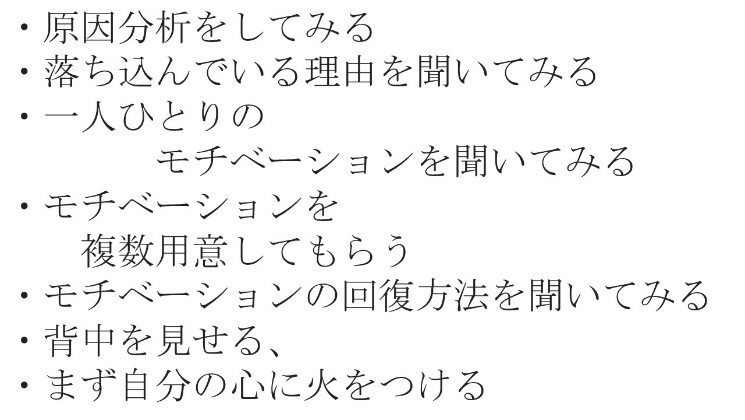 ・原因分析をしてみる
・落ち込んでいる理由を聞いてみる
・一人ひとりの
モチベーションを聞いてみる
・モチベーションを
複数用意してもらう
・モチベーションの回復方法を聞いてみる
・背中を見せる、
・まず自分の心に火をつける